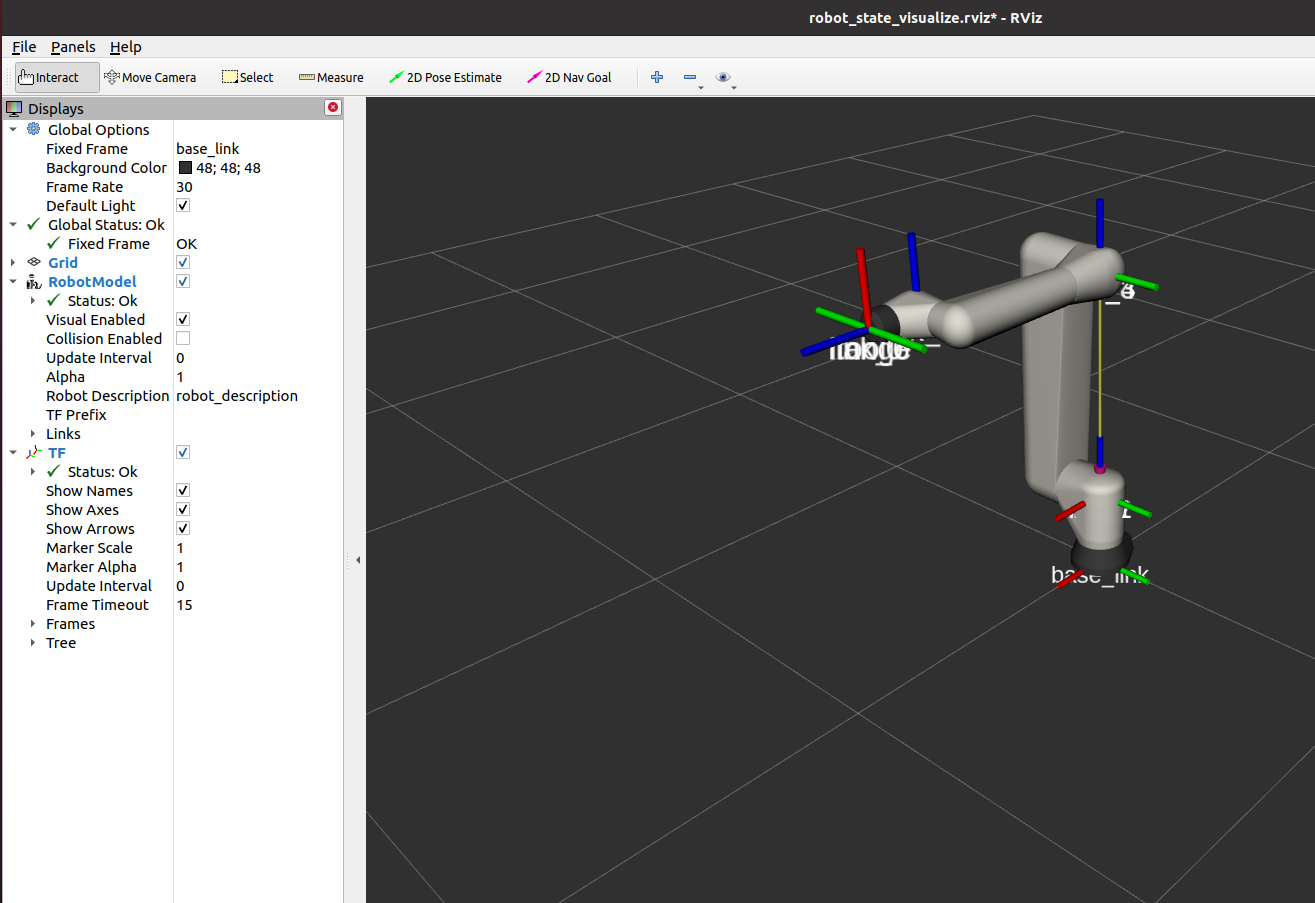 robot_state_visualize.rviz* - RViz
File Panels Help
Interact Move Camera Select Measure 2D Pose Estimate 2D Nav Goal
Displays
Global Options
Fixed Frame base_link
Background Color 48; 48; 48
Frame Rate 30
Default Light
Global Status: Ok
Fixed Frame OK
Grid
RobotModel
Status: Ok
Visual Enabled
Collision Enabled
Update Interval 0
Alpha 1
Robot Description robot_description
TF Prefix
Links
TF
Status: Ok
Show Names
Show Axes
Show Arrows
Marker Scale 1
Marker Alpha 1
Update Interval 0
Frame Timeout 15
Frames
Tree
base_link